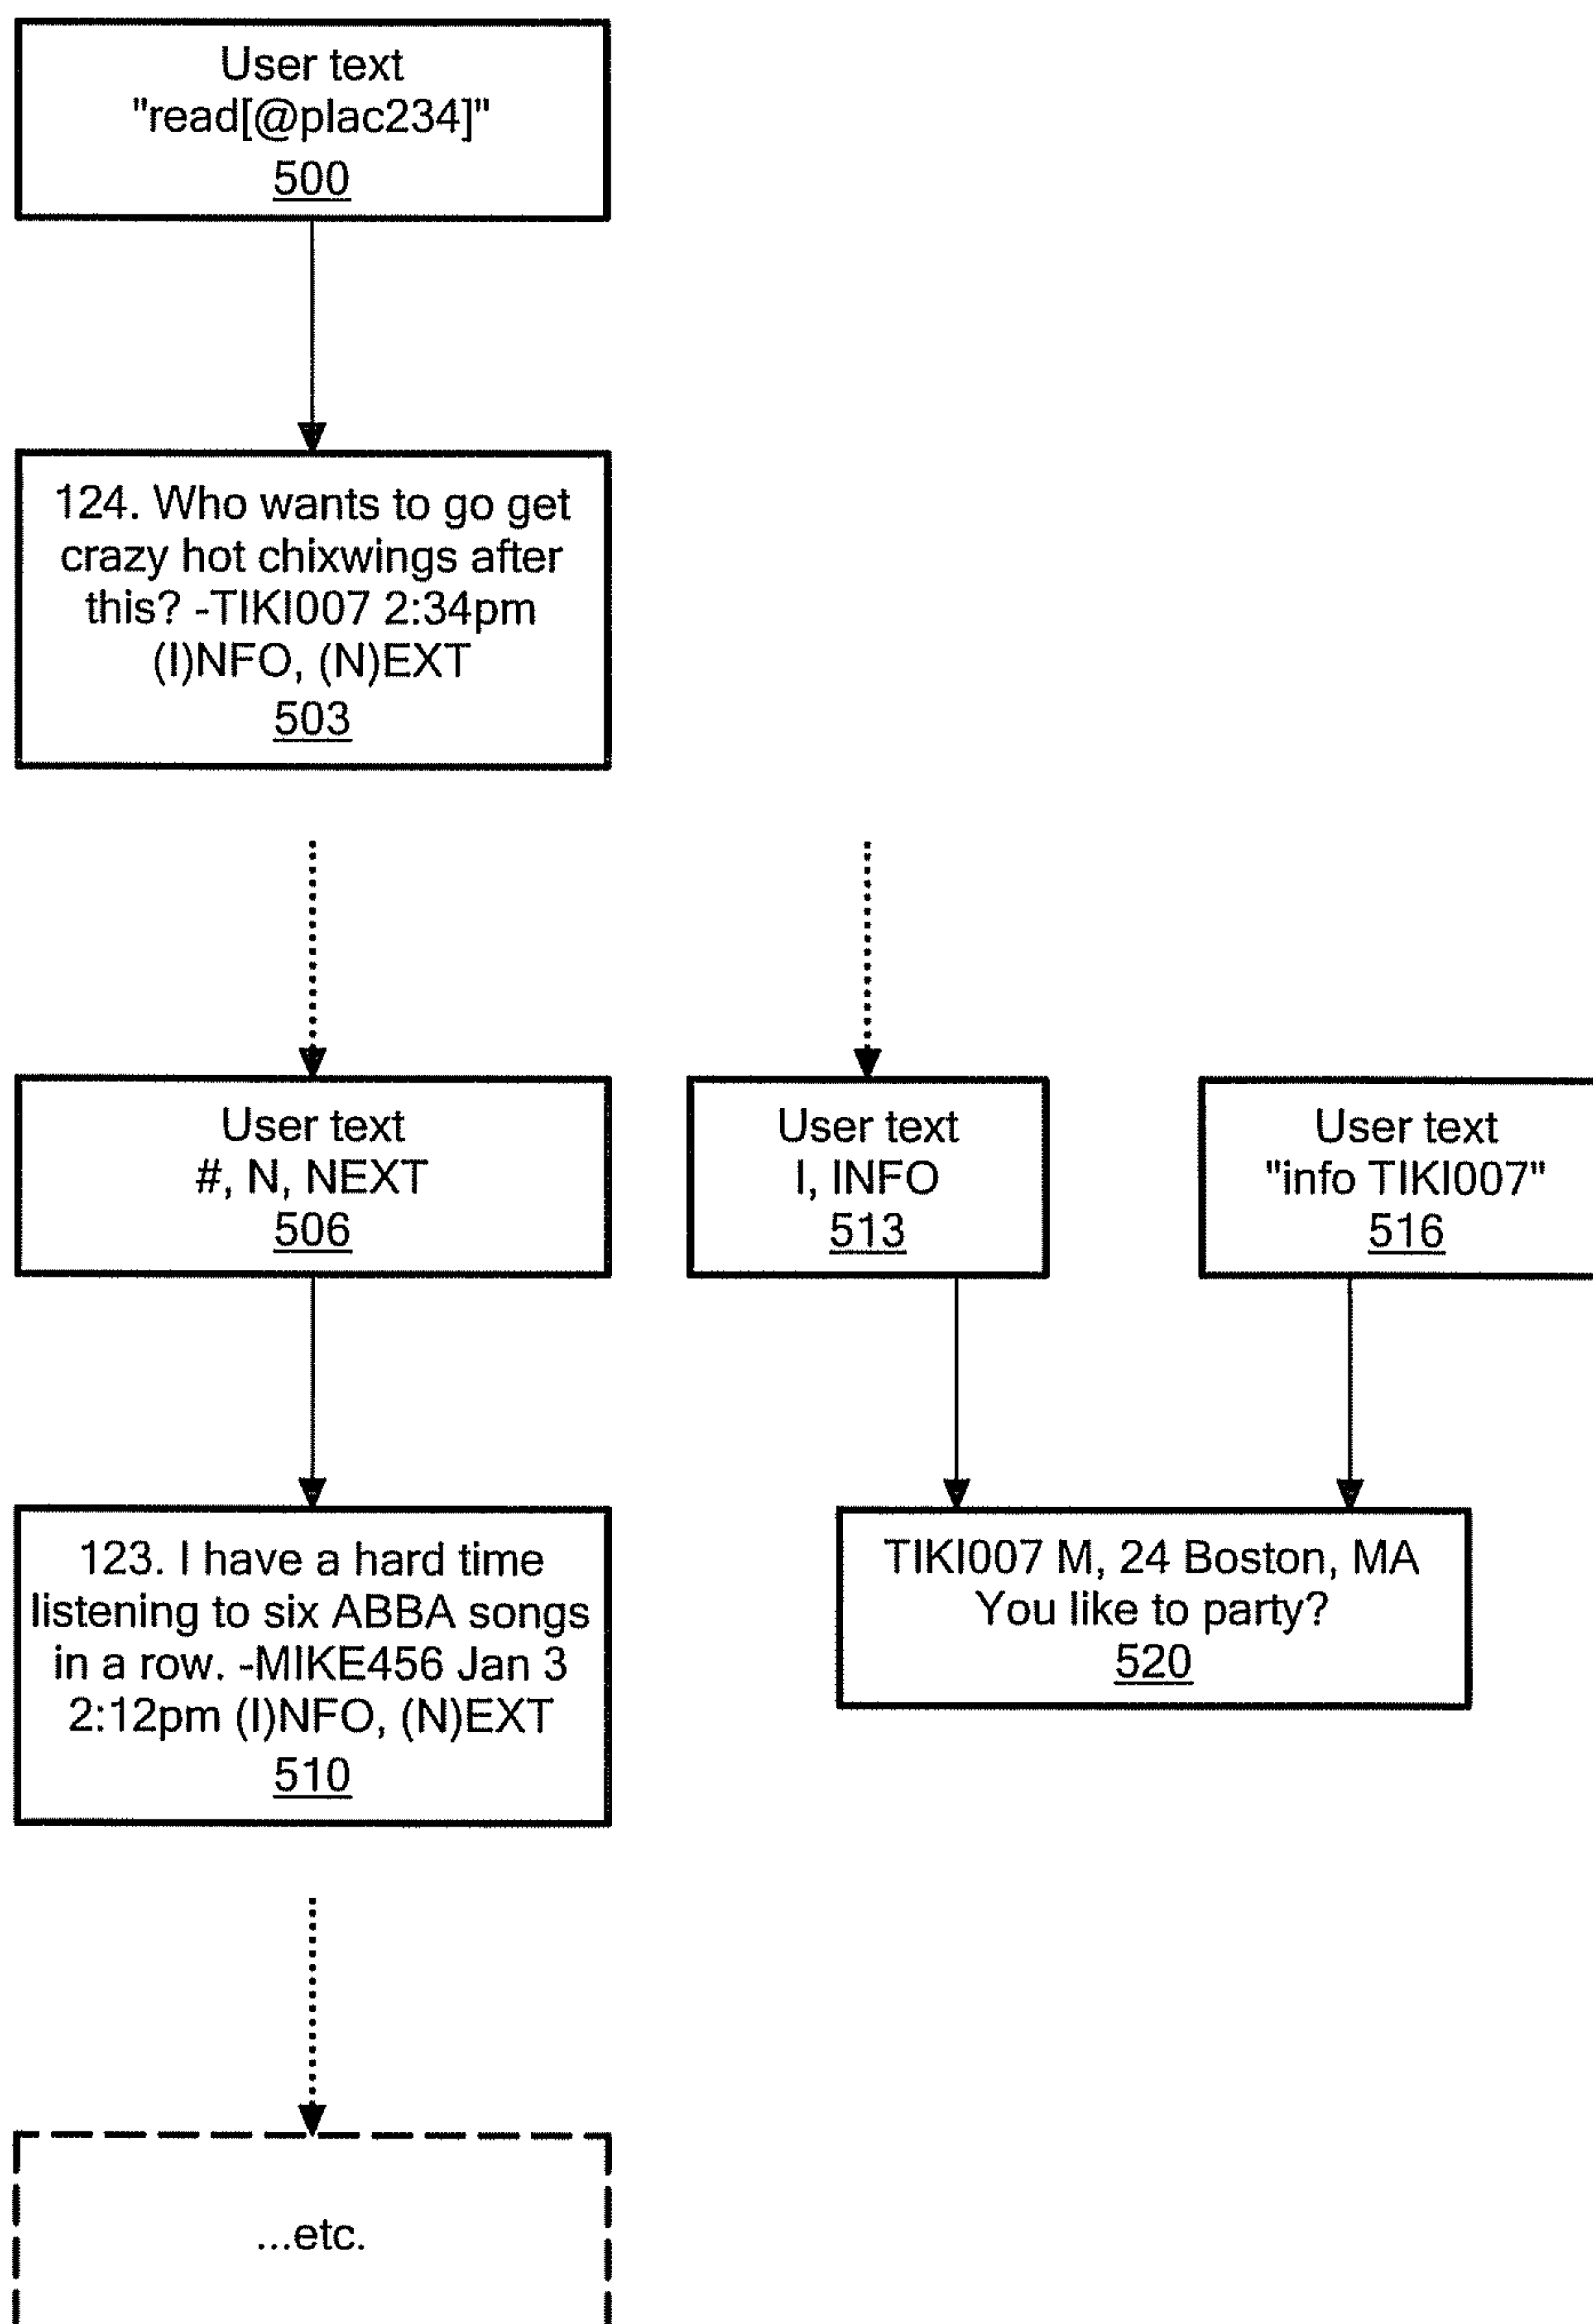 User text
"read[@plac234]"
500
124. Who wants to go get
crazy hot chixwings after
this? -TIKI007 2:34pm
(I)NFO, (N)EXT
503
User text
#, N, NEXT
506
User text
I, INFO
513
User text
"info TIKI007"
516
123. I have a hard time
listening to six ABBA songs
in a row. -MIKE456 Jan 3
2:12pm (I)NFO, (N)EXT
510
TIKI007 M, 24 Boston, MA
You like to party?
520
...etc.